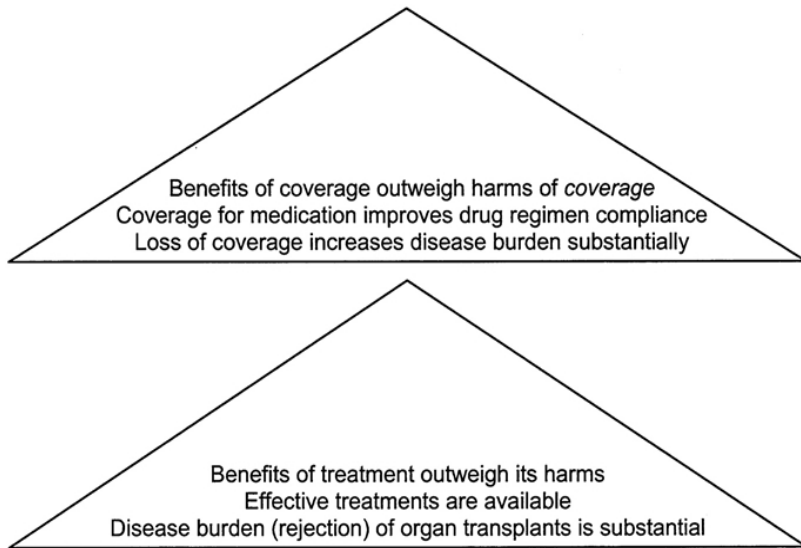 Benefits of coverage outweigh harms of coverage
Coverage for medication improves drug regimen compliance
Loss of coverage increases disease burden substantially
Benefits of treatment outweigh its harms
Effective treatments are available
Disease burden (rejection) of organ transplants is substantial